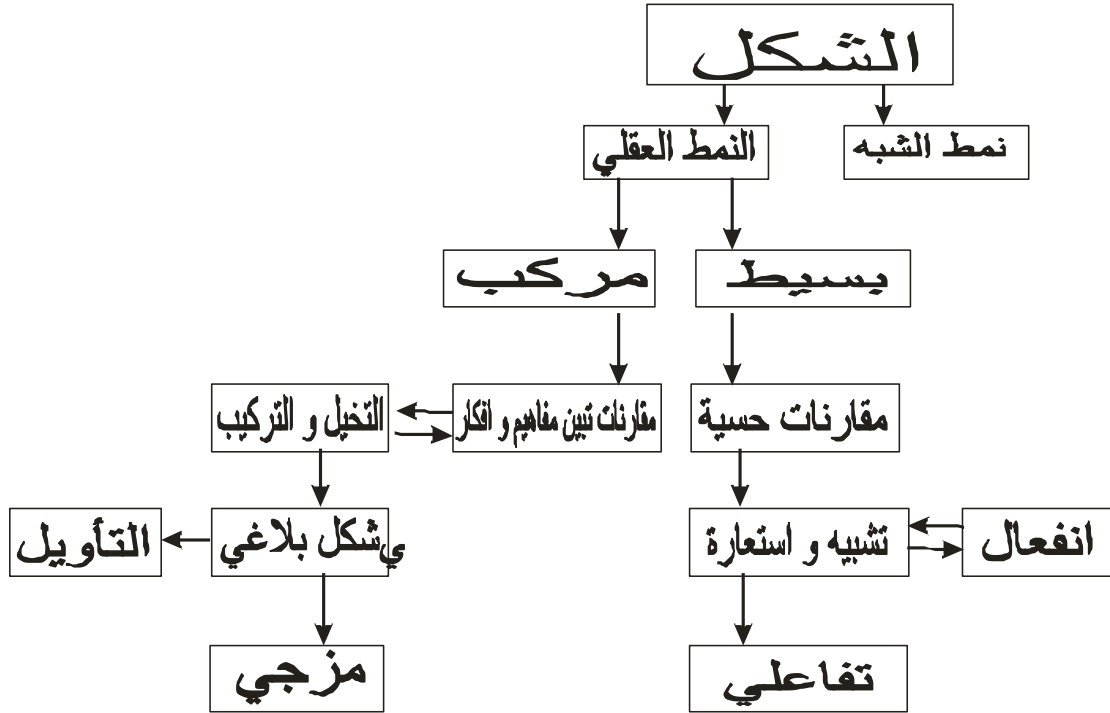 الشكل
نمط الشبه
النمط العقلي
بسيط
مركب
مقارنات حسية
مقارنات تبين مفاهيم و افكار
التخيل و التركيب
انفعال
تشبيه و استعارة
ي شكل بلاغي
التأويل
تفاعلي
مزجي